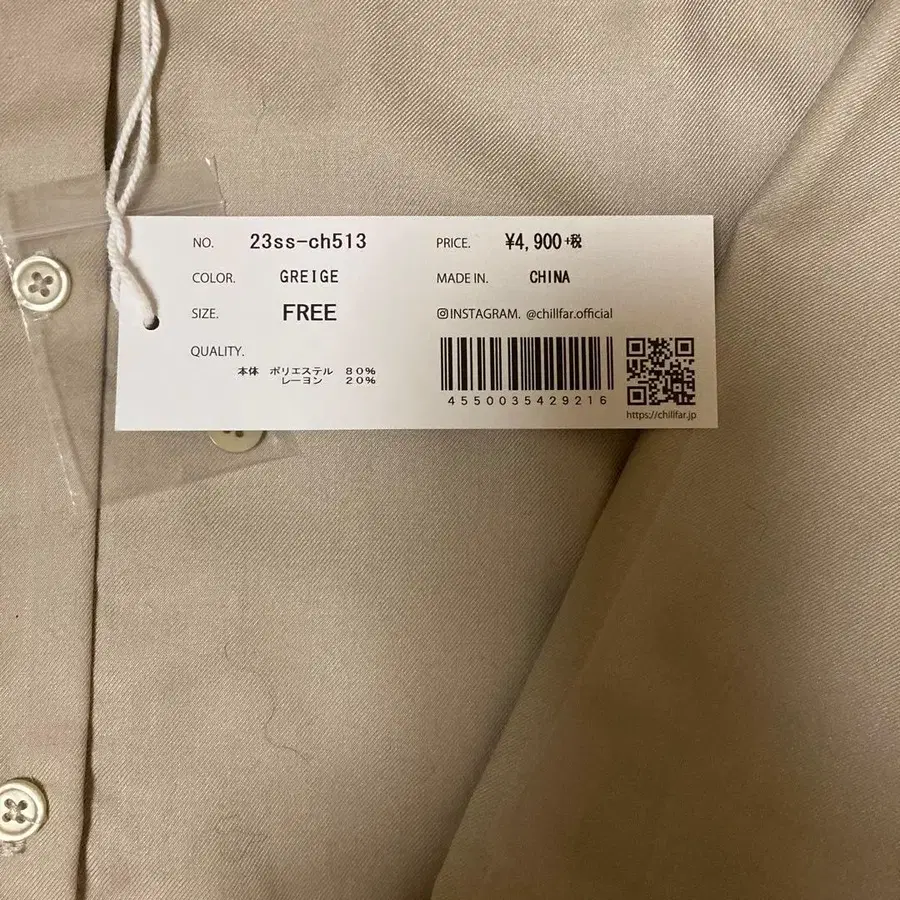 NO. 23ss-ch513
COLOR. GREIGE
SIZE. FREE
QUALITY.
本体 ポリエステル 80%
レーヨン 20%
PRICE. ¥4,900+税
MADE IN. CHINA
INSTAGRAM. @chillfar.official
4550035429216
https://chillfar.jp